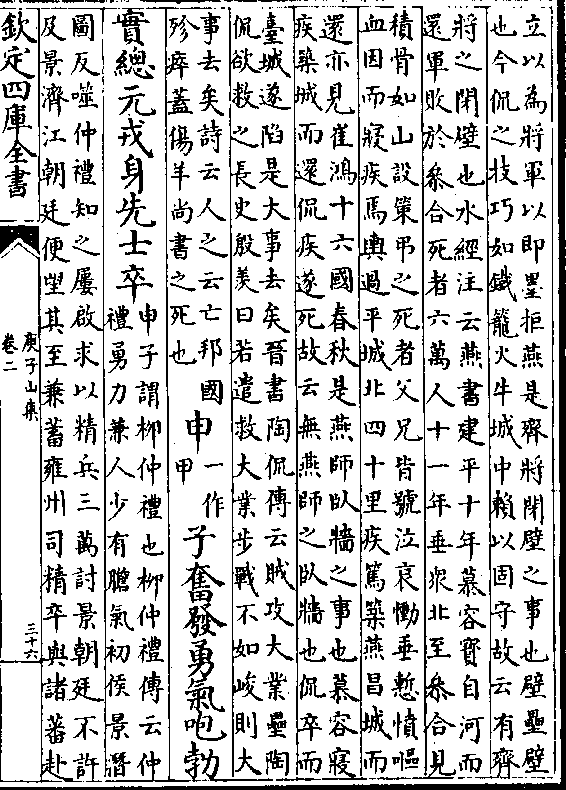 立以為將軍以即墨拒燕是齊將閉壁之事也壁壘壁
也今侃之技巧如鐵籠火牛城中賴以固守故云有齊
將之閉壁也水經注云燕書建平十年慕容寶自河而
還軍敗於參合死者六萬人十一年垂衆北至參合見
積骨如山設策弔之死者父兄皆號泣哀慟垂慙憤嘔
血因而寢疾馬輿過平城北四十里疾篤築燕昌城而
還亦見崔鴻十六國春秋是燕師臥牆之事也慕容寢
疾築城而還侃疾遂死故云無燕師之臥牆也侃卒而
臺城遂陷是大事去矣晉書陶侃傳云賊攻大業壘陶
侃欲救之長史殷羨曰若遣救大業步戰不如峻則大
事去矣詩云人之云亡邦國
殄瘁蓋傷羊尚書之死也
申
一作
甲
子奮發勇氣咆勃
實總元戎身先士卒
申子謂柳仲禮也柳仲禮傳云仲
禮勇力兼人少有膽氣初侯景潛
圖反噬仲禮知之屢啟求以精兵三萬討景朝廷不許
及景濟江朝廷便望其至兼蓄雍州司精卒與諸蕃赴
欽定四庫全書
庾子山集
卷二
三十六